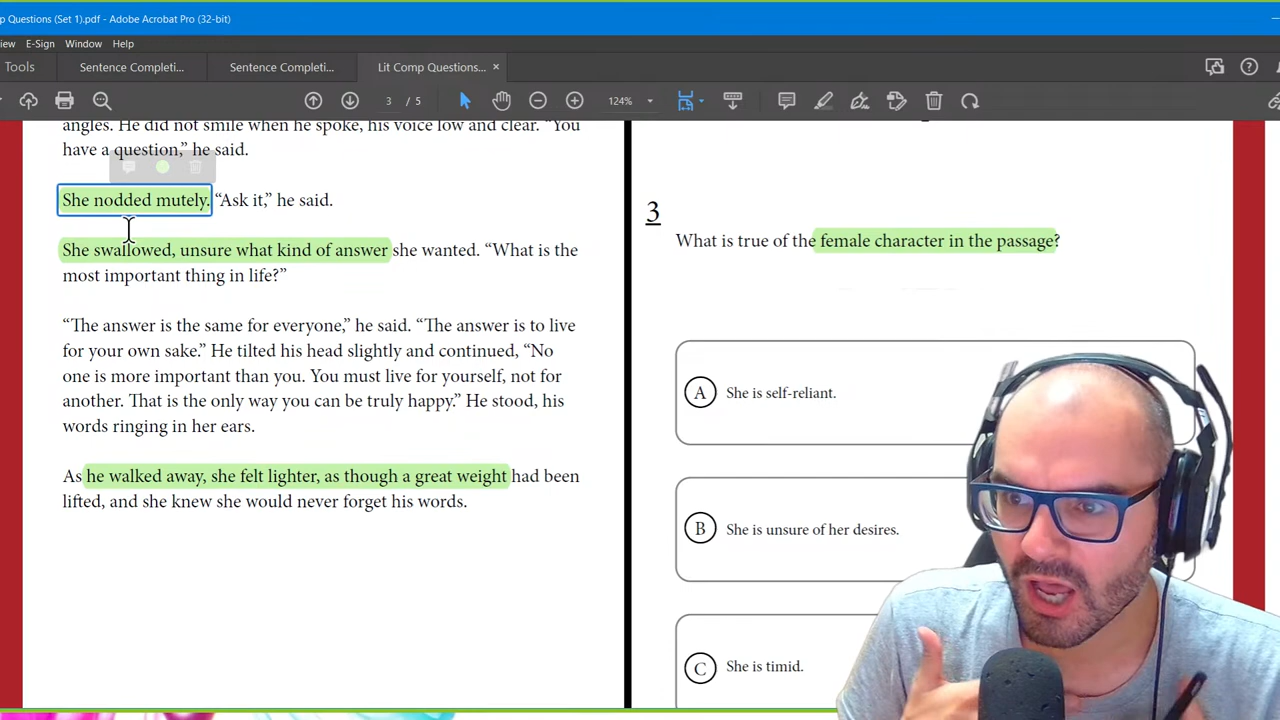 p Questions (Set 1).pdf - Adobe Acrobat Pro (32-bit)
iew E-Sign Window Help
Tools Sentence Completi... Sentence Completi... Lit Comp Questions... ×
3 / 5 124%
angles. He did not smile when he spoke, his voice low and clear. “You
have a question,” he said.
She nodded mutely. “Ask it,” he said.
She swallowed, unsure what kind of answer she wanted. “What is the
most important thing in life?”
“The answer is the same for everyone,” he said. “The answer is to live
for your own sake.” He tilted his head slightly and continued, “No
one is more important than you. You must live for yourself, not for
another. That is the only way you can be truly happy.” He stood, his
words ringing in her ears.
As he walked away, she felt lighter, as though a great weight had been
lifted, and she knew she would never forget his words.
3
What is true of the female character in the passage?
A She is self-reliant.
B She is unsure of her desires.
C She is timid.